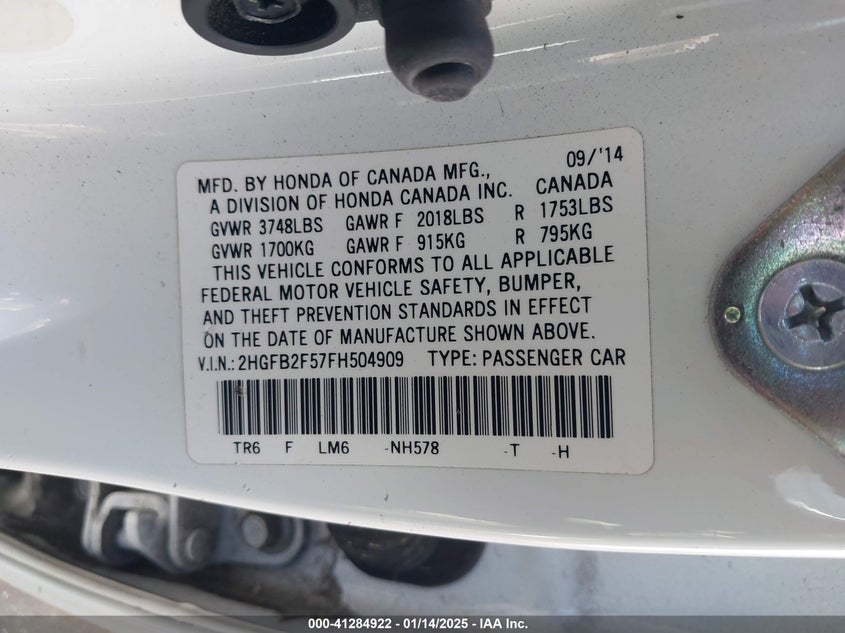 09/'14
MFD. BY HONDA OF CANADA MFG.,
A DIVISION OF HONDA CANADA INC. CANADA
GVWR 3748LBS GAWR F 2018LBS R 1753LBS
GVWR 1700KG GAWR F 915KG R 795KG
THIS VEHICLE CONFORMS TO ALL APPLICABLE
FEDERAL MOTOR VEHICLE SAFETY, BUMPER,
AND THEFT PREVENTION STANDARDS IN EFFECT
ON THE DATE OF MANUFACTURE SHOWN ABOVE.
V.I.N.: 2HGFB2F57FH504909 TYPE: PASSENGER CAR
TR6 F LM6 -NH578 -T -H
000-41284922 — 01/14/2025 — IAA Inc.